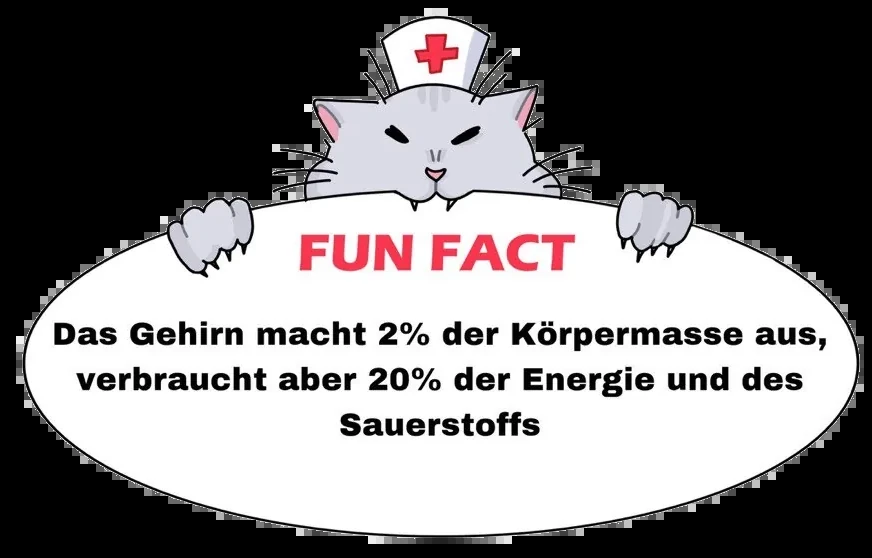 FUN FACT
Das Gehirn macht 2% der Körpermasse aus,
verbraucht aber 20% der Energie und des
Sauerstoffs